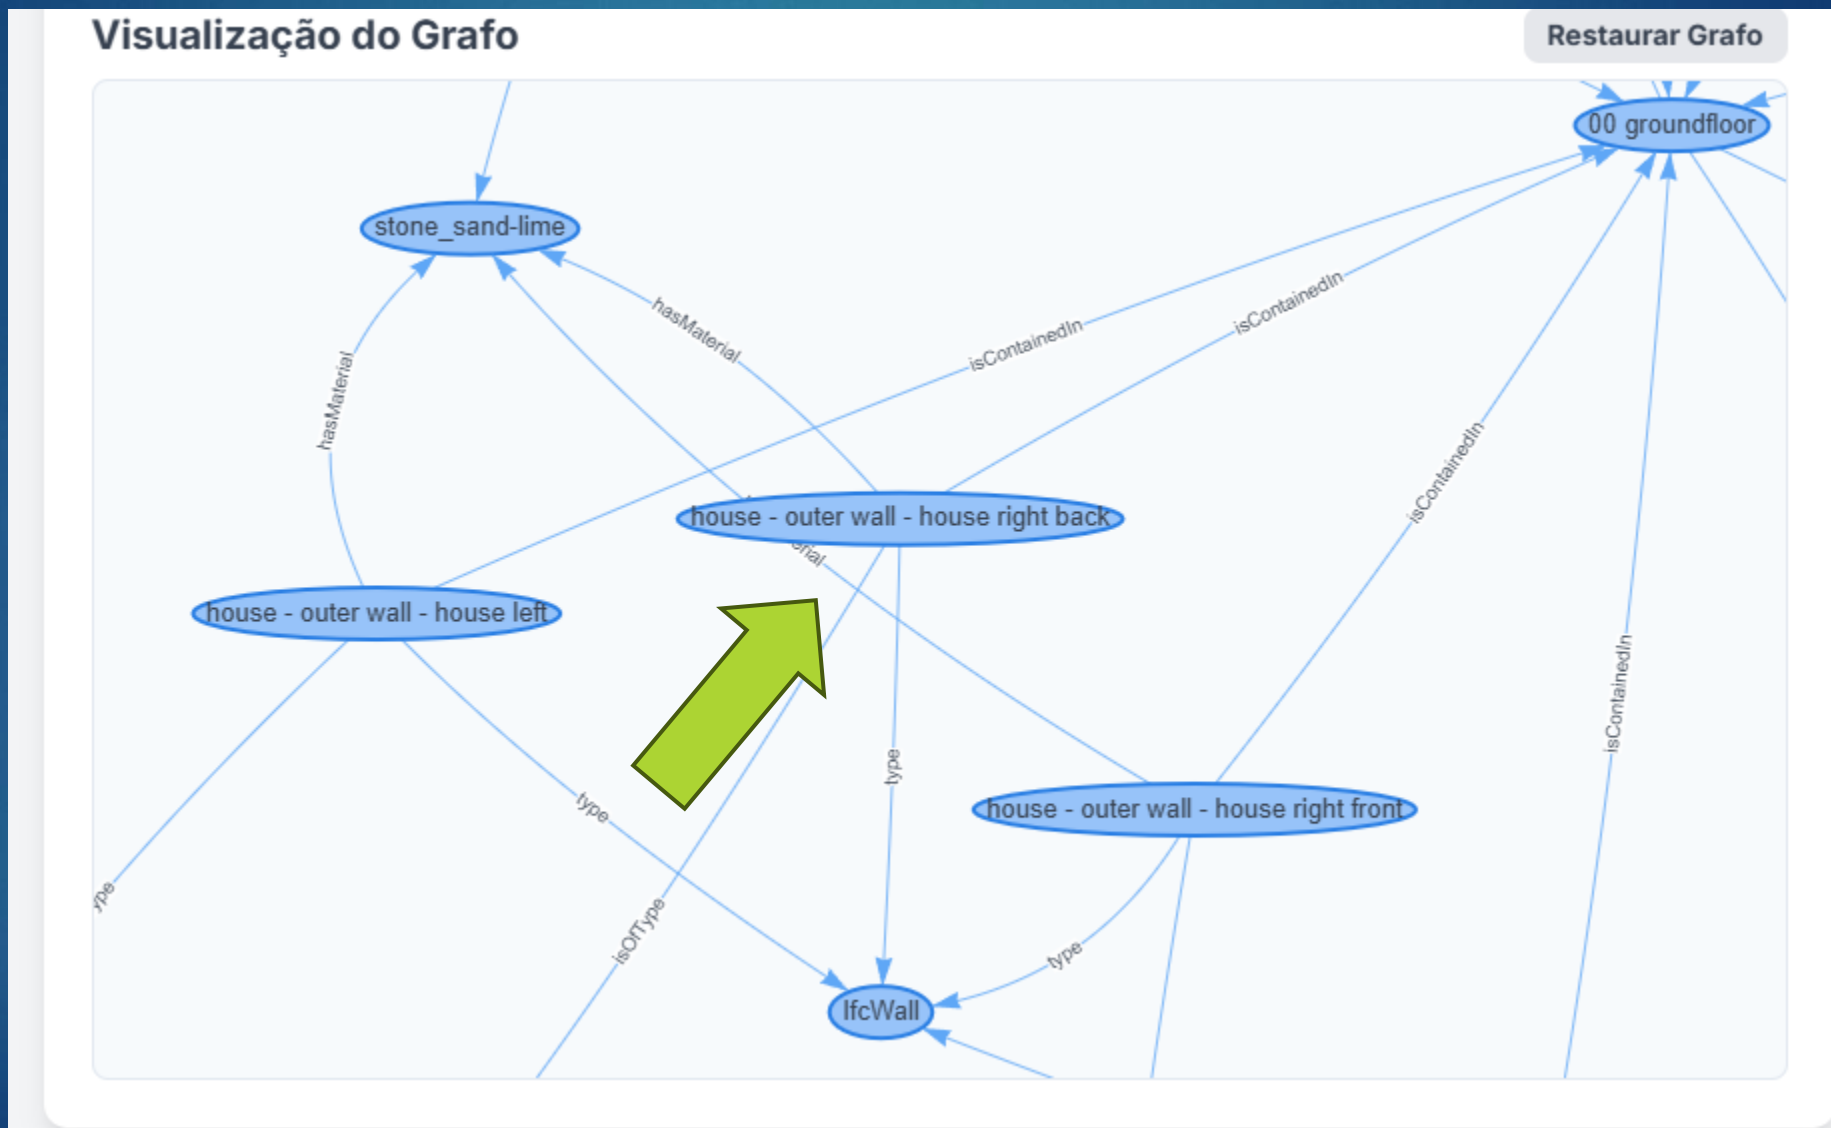 Visualização do Grafo
Restaurar Grafo
00 groundfloor
stone_sand-lime
hasMaterial
isContainedIn
isContainedIn
hasMaterial
isContainedIn
house - outer wall - house right back
house - outer wall - house left
isContainedIn
type
type
house - outer wall - house right front
isOfType
type
IfcWall